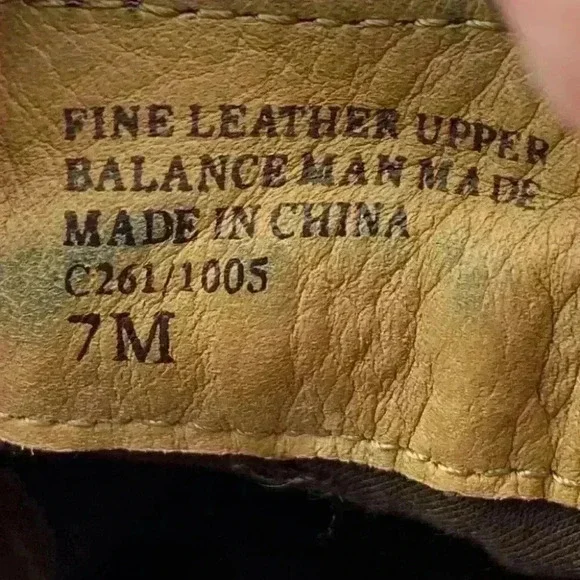 FINE LEATHER UPPER
BALANCE MAN MADE
MADE IN CHINA
C261/1005
7M